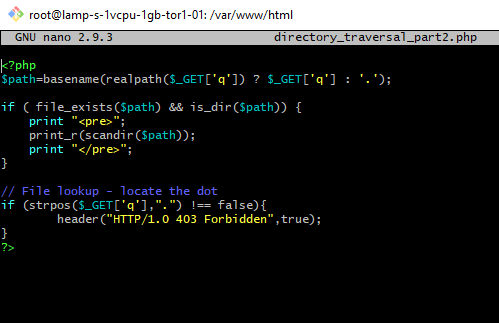 root@lamp-s-1vcpu-1gb-tor1-01: /var/www/html
GNU nano 2.9.3 directory_traversal_part2.php
<?php
$path=basename(realpath($_GET['q']) ? $_GET['q'] : '.');
if ( file_exists($path) && is_dir($path)) {
    print "<pre>";
    print_r(scandir($path));
    print "</pre>";
}
// File lookup - locate the dot
if (strpos($_GET['q'],".") !== false){
        header("HTTP/1.0 403 Forbidden",true);
}
?>